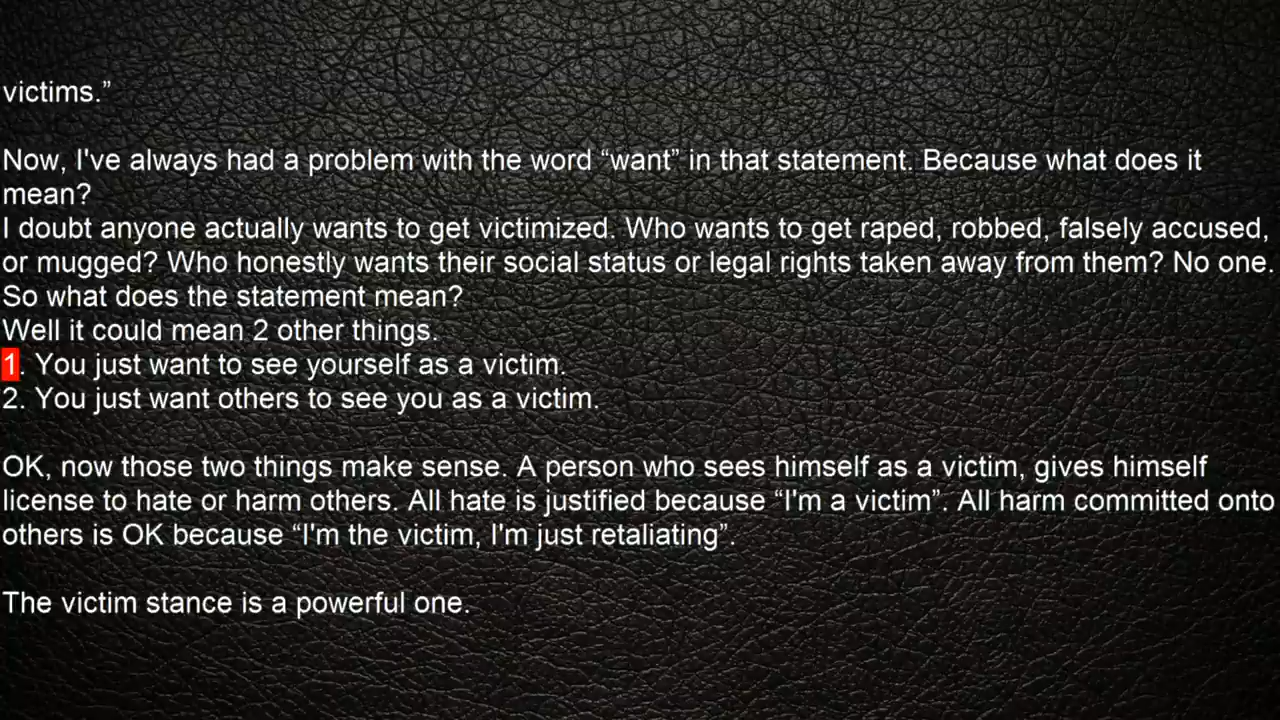 victims.”
Now, I've always had a problem with the word “want” in that statement. Because what does it
mean?
I doubt anyone actually wants to get victimized. Who wants to get raped, robbed, falsely accused,
or mugged? Who honestly wants their social status or legal rights taken away from them? No one.
So what does the statement mean?
Well it could mean 2 other things.
1. You just want to see yourself as a victim.
2. You just want others to see you as a victim.
OK, now those two things make sense. A person who sees himself as a victim, gives himself
license to hate or harm others. All hate is justified because “I'm a victim”. All harm committed onto
others is OK because “I'm the victim, I'm just retaliating”.
The victim stance is a powerful one.